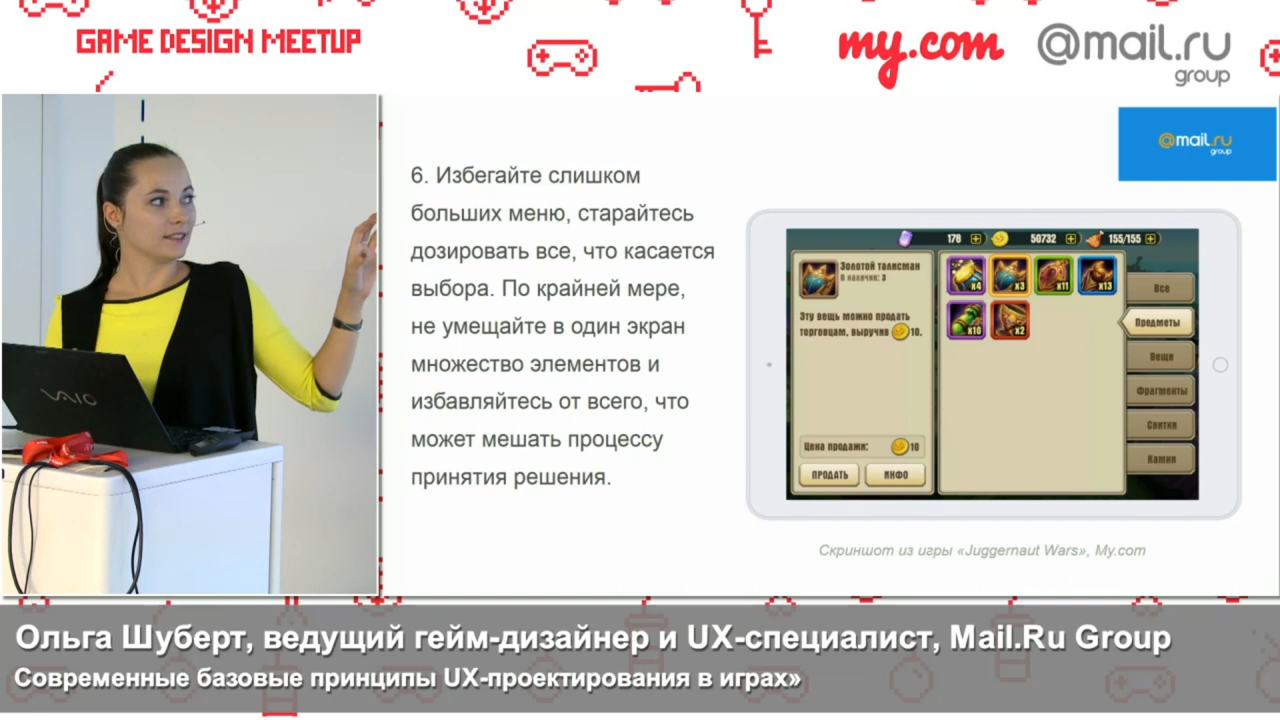 GAME DESIGN MEETUP
my.com
@mail.ru
group
@mail.ru
group
6. Избегайте слишком
больших меню, старайтесь
дозировать все, что касается
выбора. По крайней мере,
не умещайте в один экран
множество элементов и
избавляйтесь от всего, что
может мешать процессу
принятия решения.
178
50732
155/155
Золотой талисман
В наличии: 3
Эту вещь можно продать
торговцам, выручив 10.
Цена продажи: 10
ПРОДАТЬ
ИНФО
x4
x3
x11
x13
x10
x2
Все
Предметы
Вещи
Фрагменты
Свитки
Камни
Скриншот из игры «Juggernaut Wars», My.com
VAIO
Ольга Шуберт, ведущий гейм-дизайнер и UX-специалист, Mail.Ru Group
Современные базовые принципы UX-проектирования в играх»